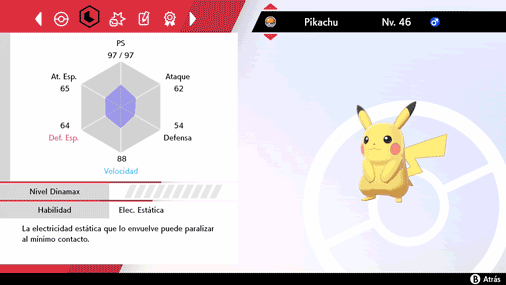 Pikachu Nv. 46
PS
97 / 97
At. Esp. Ataque
65 62
64 54
Def. Esp. Defensa
88
Velocidad
Nivel Dinamax
Habilidad Elec. Estática
La electricidad estática que lo envuelve puede paralizar
al mínimo contacto.
B Atrás